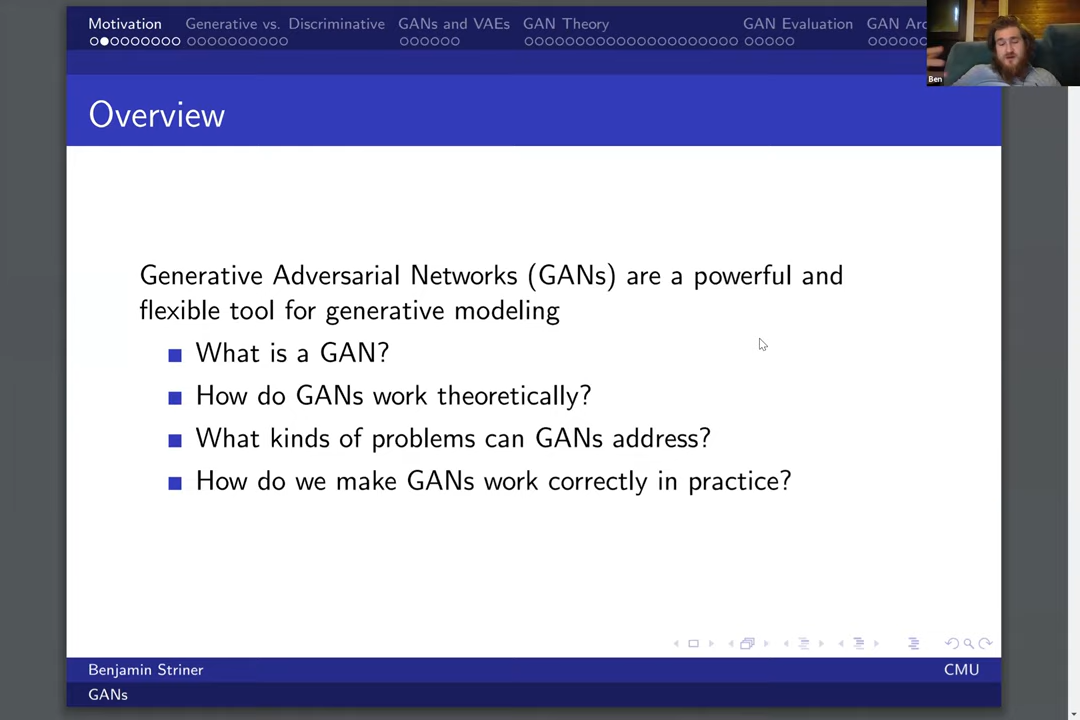 Motivation
Generative vs. Discriminative
GANs and VAEs
GAN Theory
GAN Evaluation
GAN
Ben
Overview
Generative Adversarial Networks (GANs) are a powerful and
flexible tool for generative modeling
What is a GAN?
How do GANs work theoretically?
What kinds of problems can GANs address?
How do we make GANs work correctly in practice?
Benjamin Striner
CMU
GANs